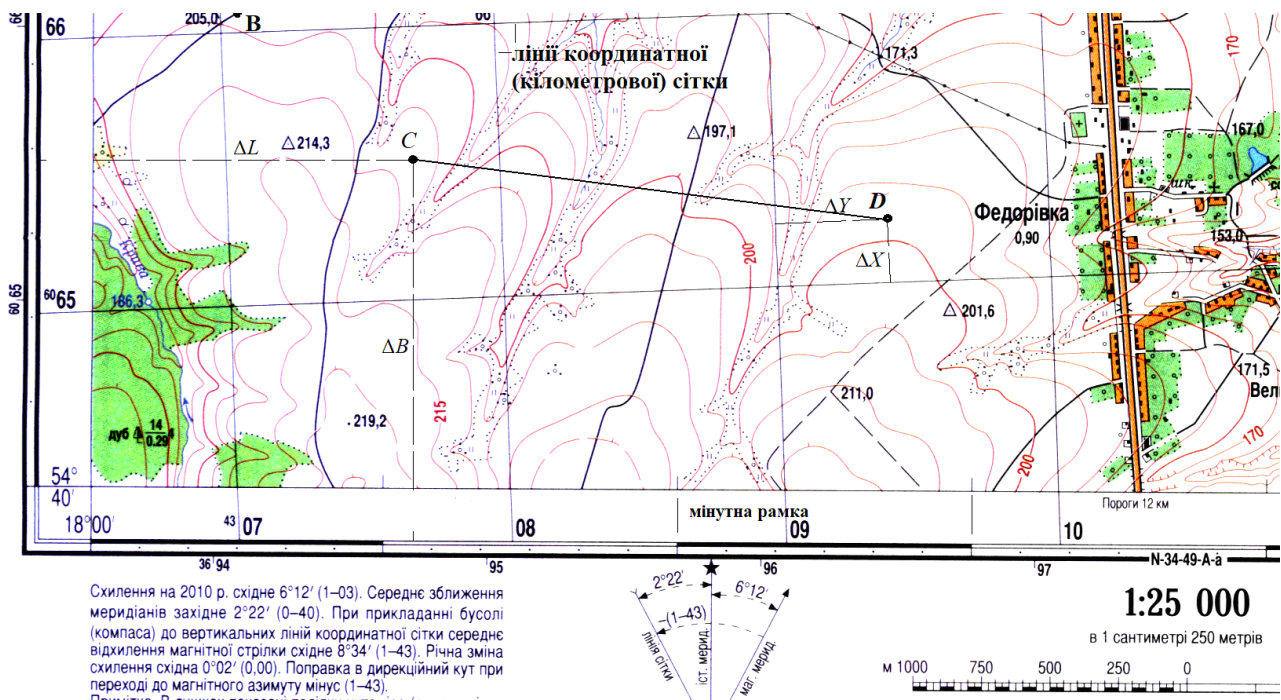 66
66
205,0
B
66
лінії координатної
(кілометрової) сітки
171,3
170
ΔL
214,3
C
197,1
167,0
шк.
ΔY
D
Федорівка
0,90
153,0
Крива
ΔX
200
60,65
60 65
186,3
201,6
ΔB
171,5
Вели
211,0
215
219,2
дуб
14
0.29
4
200
170
54°
40′
18°00′
43 07
08
мінутна рамка
09
10
Пороги 12 км
36 94
95
96
97
N-34-49-А-а
Схилення на 2010 р. східне 6°12′ (1–03). Середнє зближення
меридіанів західне 2°22′ (0–40). При прикладанні бусолі
(компаса) до вертикальних ліній координатної сітки середнє
відхилення магнітної стрілки східне 8°34′ (1–43). Річна зміна
схилення східна 0°02′ (0,00). Поправка в дирекційний кут при
переході до магнітного азимуту мінус (1–43).
2°22′
6°12′
–(1–43)
лінія сітки
іст. мерид.
маг. мерид.
1:25 000
в 1 сантиметрі 250 метрів
м 1000 750 500 250 0